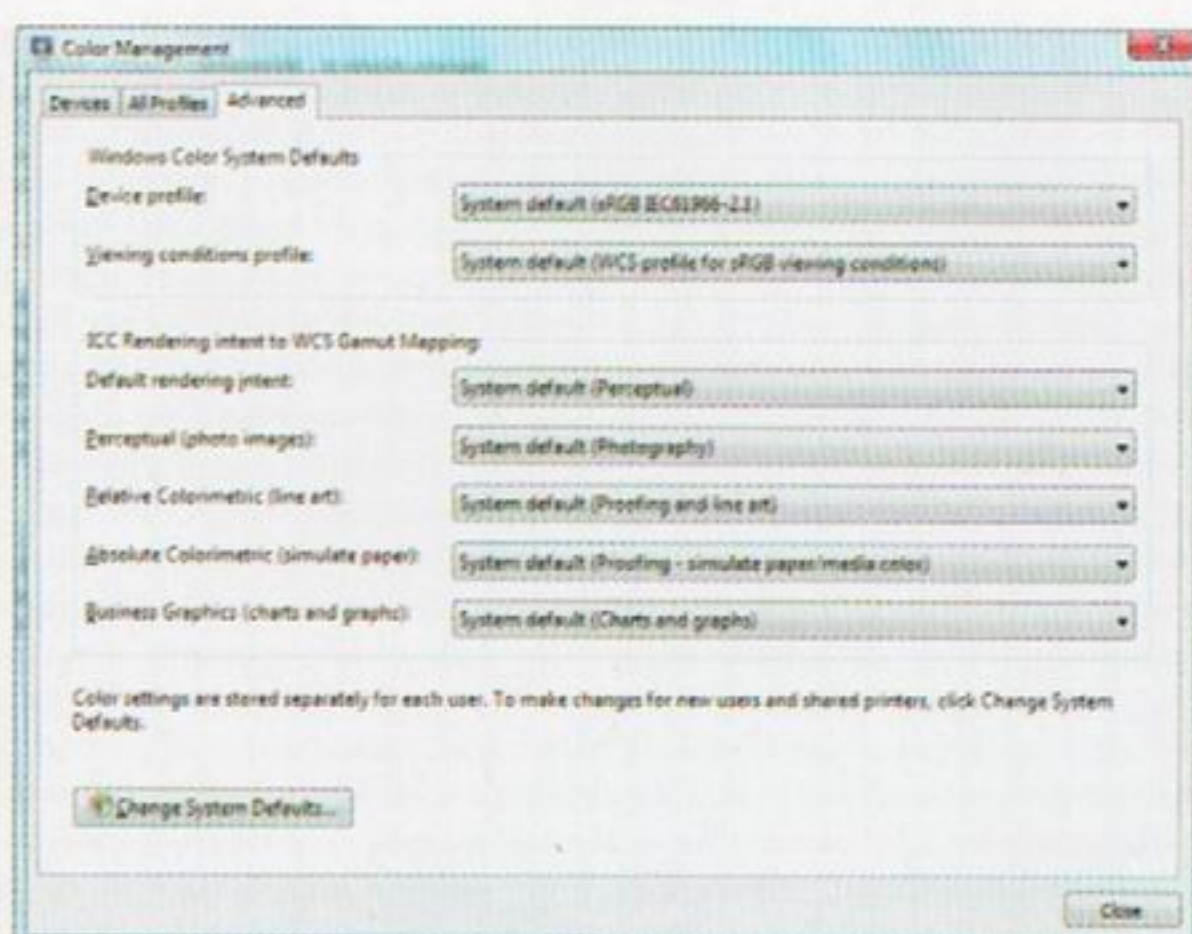 Color Management
Devices All Profiles Advanced
Windows Color System Defaults
Device profile: System default (sRGB IEC61966-2.1)
Viewing conditions profile: System default (WCS profile for sRGB viewing conditions)
ICC Rendering intent to WCS Gamut Mapping:
Default rendering intent: System default (Perceptual)
Perceptual (photo images): System default (Photography)
Relative Colorimetric (line art): System default (Proofing and line art)
Absolute Colorimetric (simulate paper): System default (Proofing - simulate paper/media color)
Business Graphics (charts and graphs): System default (Charts and graphs)
Color settings are stored separately for each user. To make changes for new users and shared printers, click Change System
Defaults.
Change System Defaults...
Close